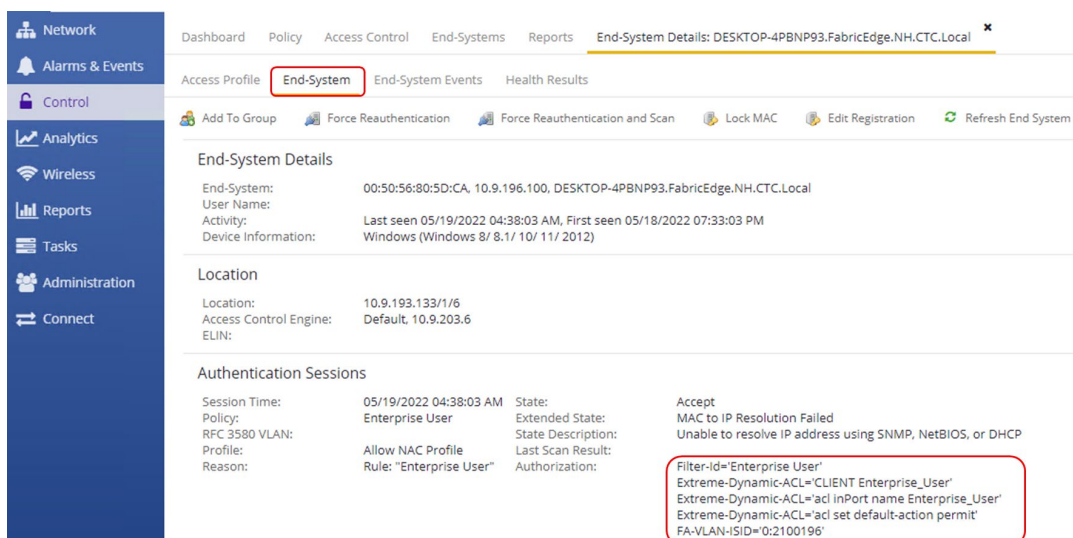 Network
Alarms & Events
Control
Analytics
Wireless
Reports
Tasks
Administration
Connect
Dashboard Policy Access Control End-Systems Reports End-System Details: DESKTOP-4PBNP93.FabricEdge.NH.CTC.Local
Access Profile End-System End-System Events Health Results
Add To Group Force Reauthentication Force Reauthentication and Scan Lock MAC Edit Registration Refresh End System
End-System Details
End-System: 00:50:56:80:5D:CA, 10.9.196.100, DESKTOP-4PBNP93.FabricEdge.NH.CTC.Local
User Name:
Activity: Last seen 05/19/2022 04:38:03 AM, First seen 05/18/2022 07:33:03 PM
Device Information: Windows (Windows 8/ 8.1/ 10/ 11/ 2012)
Location
Location: 10.9.193.133/1/6
Access Control Engine: Default, 10.9.203.6
ELIN:
Authentication Sessions
Session Time: 05/19/2022 04:38:03 AM State: Accept
Policy: Enterprise User Extended State: MAC to IP Resolution Failed
RFC 3580 VLAN: State Description: Unable to resolve IP address using SNMP, NetBIOS, or DHCP
Profile: Allow NAC Profile Last Scan Result:
Reason: Rule: "Enterprise User" Authorization: Filter-Id='Enterprise User'
Extreme-Dynamic-ACL='CLIENT Enterprise_User'
Extreme-Dynamic-ACL='acl inPort name Enterprise_User'
Extreme-Dynamic-ACL='acl set default-action permit'
FA-VLAN-ISID='0:2100196'